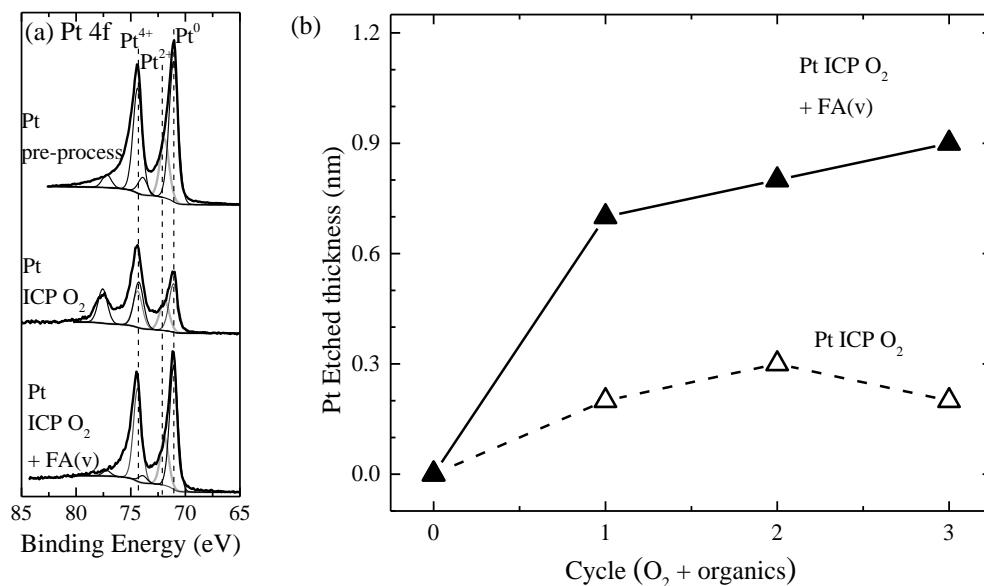 (a) Pt 4f
Pt⁴⁺
Pt²⁺
Pt⁰
Pt
pre-process
Pt
ICP O₂
Pt
ICP O₂
+ FA(v)
85 80 75 70 65
Binding Energy (eV)
(b)
1.2
0.9
0.6
0.3
0.0
Pt Etched thickness (nm)
Pt ICP O₂
+ FA(v)
Pt ICP O₂
0 1 2 3
Cycle (O₂ + organics)